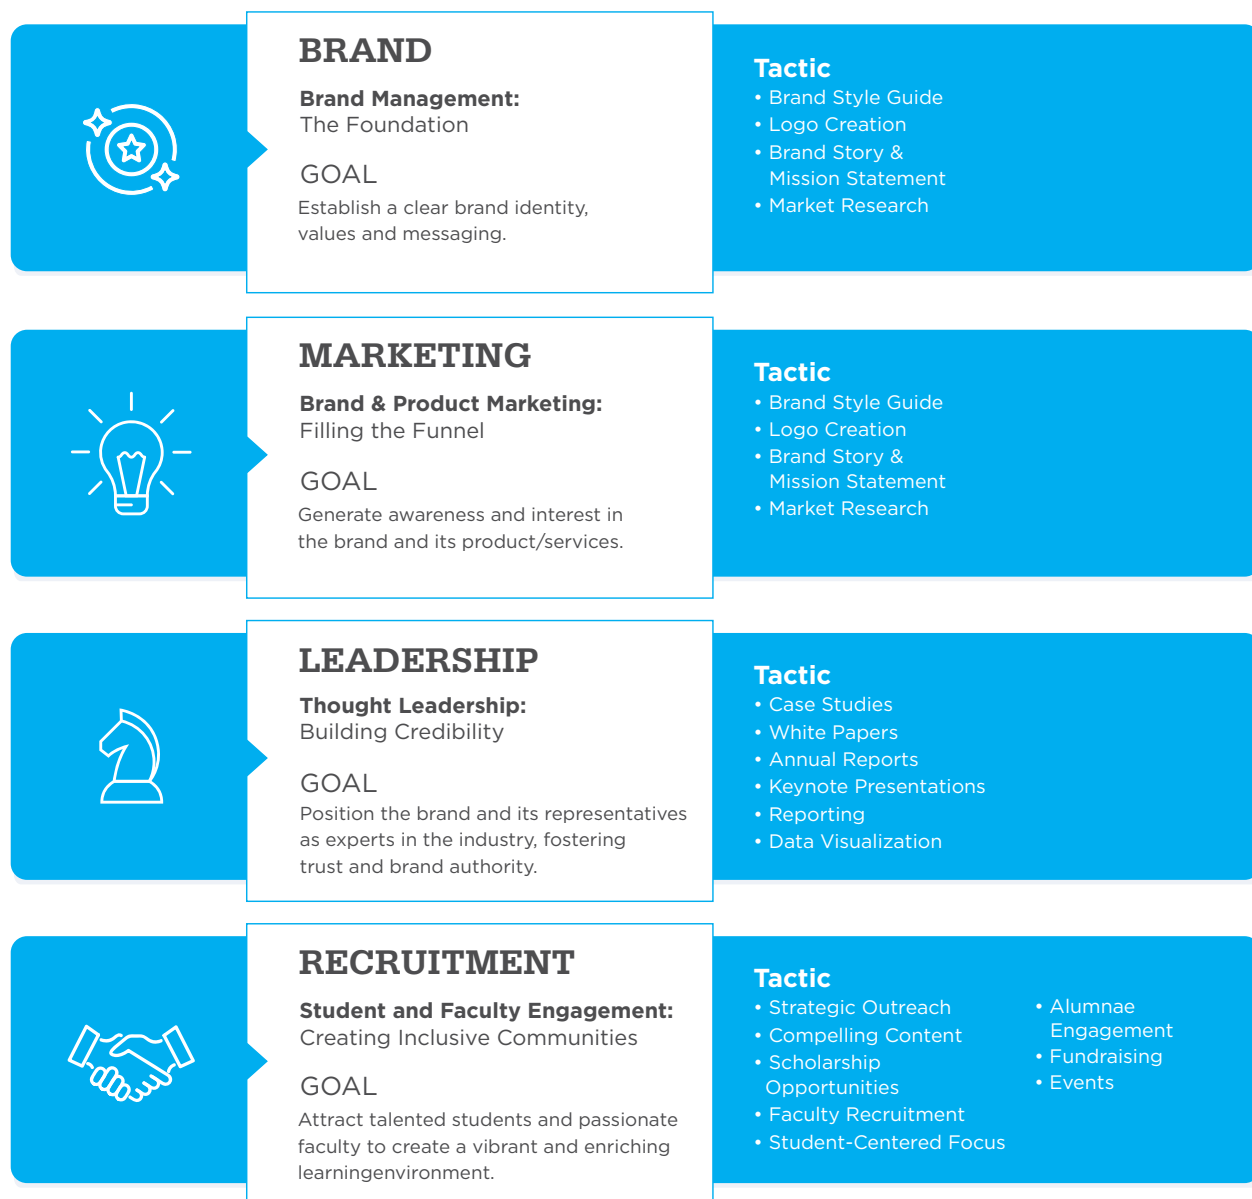 BRAND
Brand Management:
The Foundation
GOAL
Establish a clear brand identity,
values and messaging.
Tactic
• Brand Style Guide
• Logo Creation
• Brand Story &
Mission Statement
• Market Research
MARKETING
Brand & Product Marketing:
Filling the Funnel
GOAL
Generate awareness and interest in
the brand and its product/services.
Tactic
• Brand Style Guide
• Logo Creation
• Brand Story &
Mission Statement
• Market Research
LEADERSHIP
Thought Leadership:
Building Credibility
GOAL
Position the brand and its representatives
as experts in the industry, fostering
trust and brand authority.
Tactic
• Case Studies
• White Papers
• Annual Reports
• Keynote Presentations
• Reporting
• Data Visualization
RECRUITMENT
Student and Faculty Engagement:
Creating Inclusive Communities
GOAL
Attract talented students and passionate
faculty to create a vibrant and enriching
learningenvironment.
Tactic
• Strategic Outreach
• Compelling Content
• Scholarship
Opportunities
• Faculty Recruitment
• Student-Centered Focus
• Alumnae
Engagement
• Fundraising
• Events